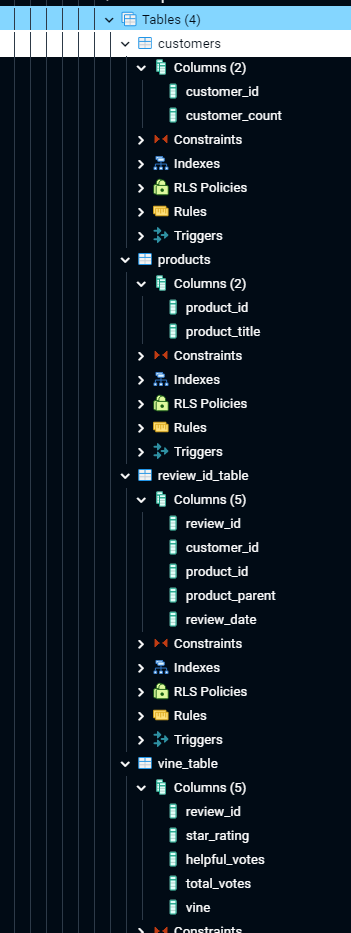 Tables (4)
customers
Columns (2)
customer_id
customer_count
Constraints
Indexes
RLS Policies
Rules
Triggers
products
Columns (2)
product_id
product_title
Constraints
Indexes
RLS Policies
Rules
Triggers
review_id_table
Columns (5)
review_id
customer_id
product_id
product_parent
review_date
Constraints
Indexes
RLS Policies
Rules
Triggers
vine_table
Columns (5)
review_id
star_rating
helpful_votes
total_votes
vine
Constraints